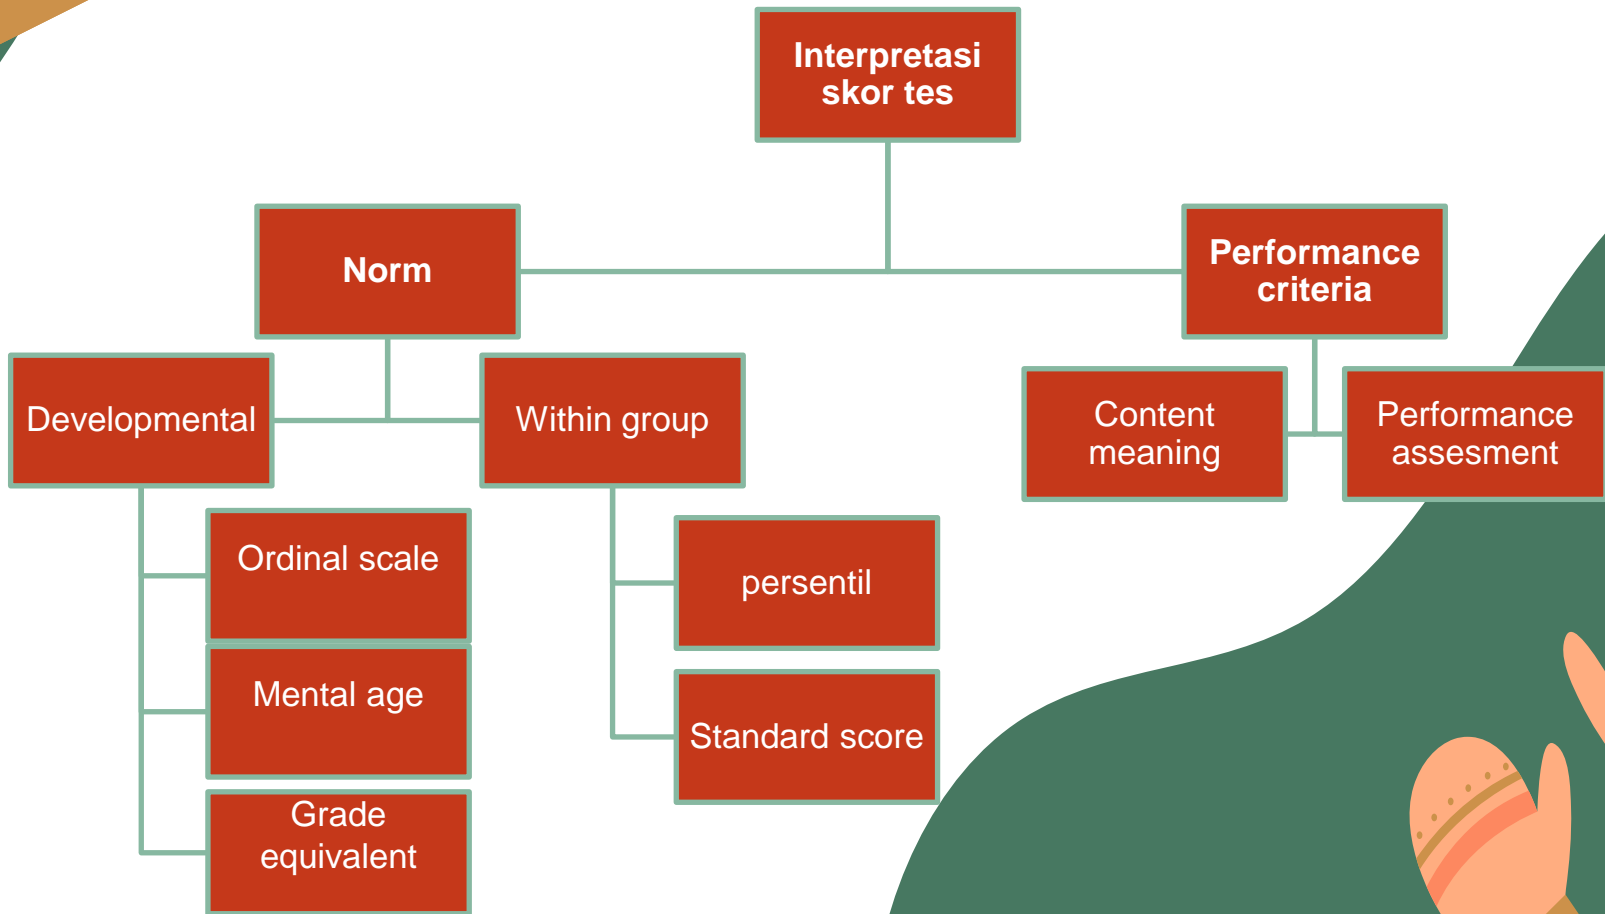 Interpretasi
skor tes
Norm
Performance
criteria
Developmental
Within group
Content
meaning
Performance
assesment
Ordinal scale
persentil
Mental age
Standard score
Grade
equivalent